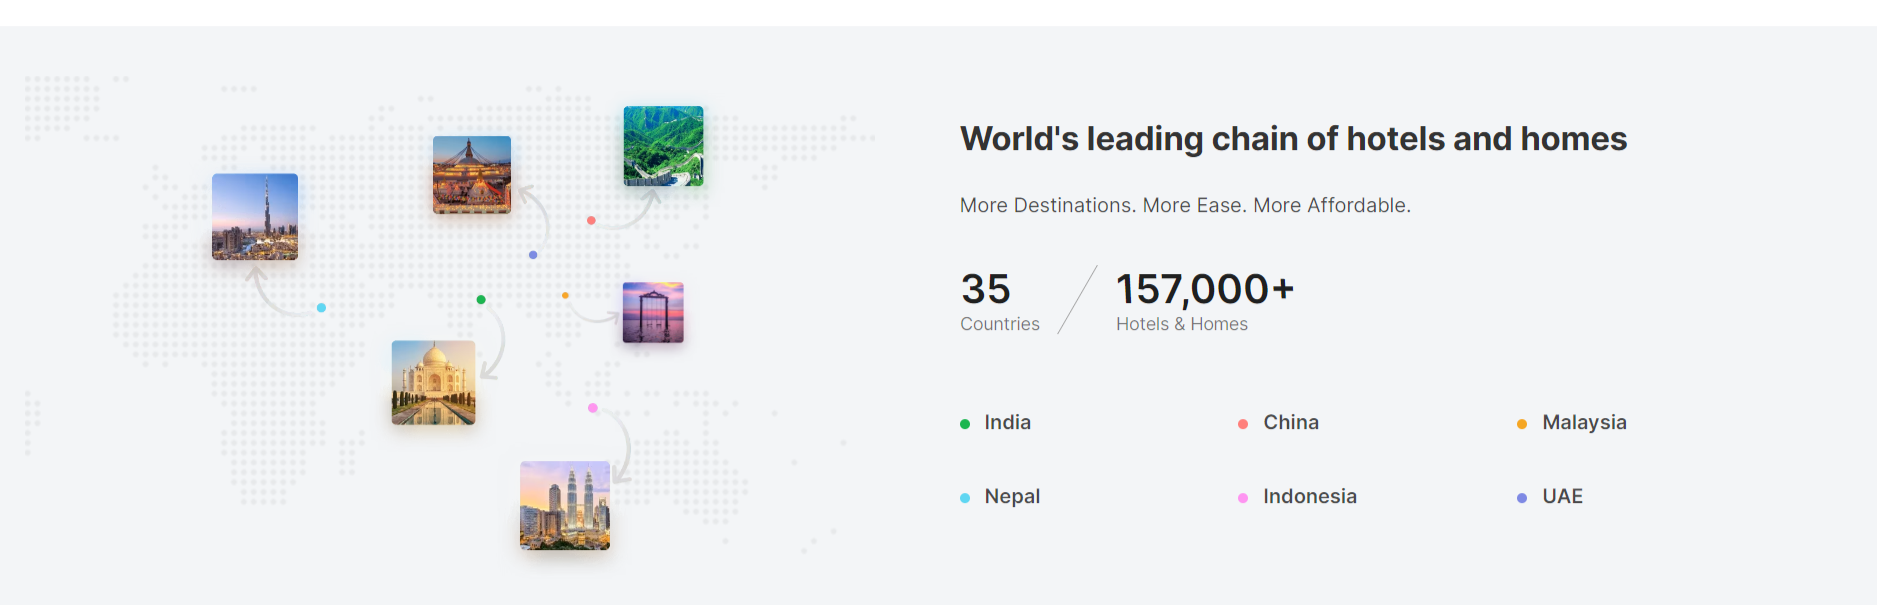 World's leading chain of hotels and homes
More Destinations. More Ease. More Affordable.
35
Countries
157,000+
Hotels & Homes
India
China
Malaysia
Nepal
Indonesia
UAE